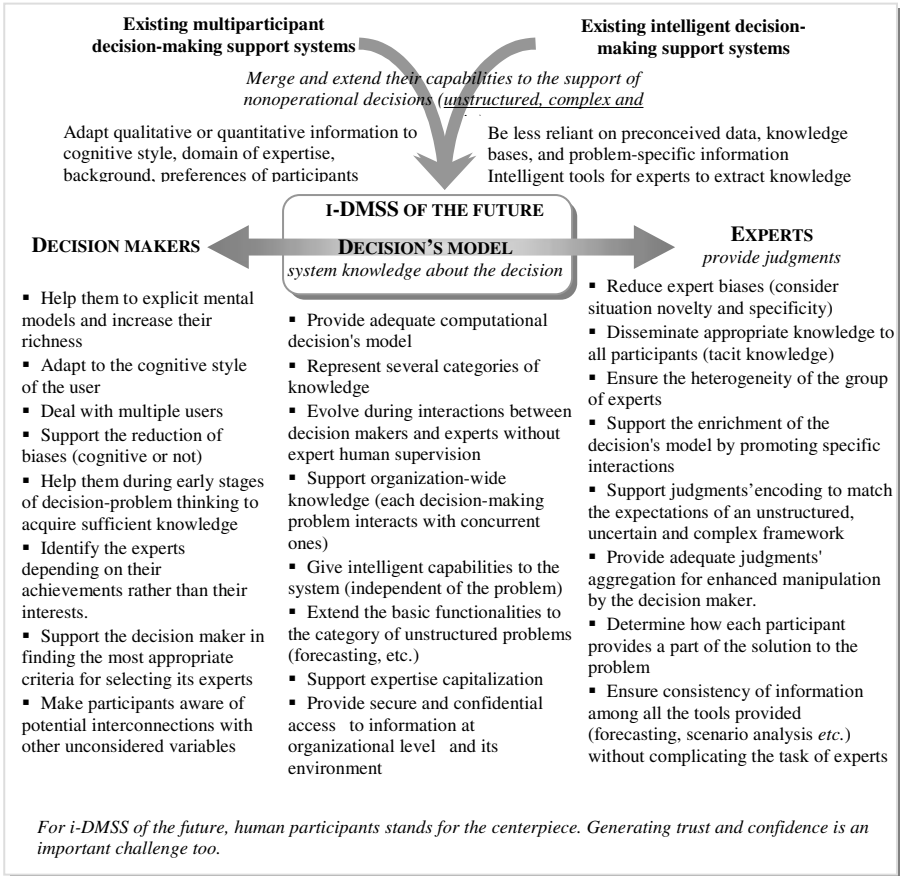 Existing multiparticipant
decision-making support systems
Existing intelligent decision-
making support systems
Merge and extend their capabilities to the support of
nonoperational decisions (unstructured, complex and
Adapt qualitative or quantitative information to
cognitive style, domain of expertise,
background, preferences of participants
Be less reliant on preconceived data, knowledge
bases, and problem-specific information
Intelligent tools for experts to extract knowledge
I-DMSS OF THE FUTURE
DECISION MAKERS
DECISION'S MODEL
system knowledge about the decision
EXPERTS
provide judgments
▪ Help them to explicit mental
models and increase their
richness
▪ Adapt to the cognitive style
of the user
▪ Deal with multiple users
▪ Support the reduction of
biases (cognitive or not)
▪ Help them during early stages
of decision-problem thinking to
acquire sufficient knowledge
▪ Identify the experts
depending on their
achievements rather than their
interests.
▪ Support the decision maker in
finding the most appropriate
criteria for selecting its experts
▪ Make participants aware of
potential interconnections with
other unconsidered variables
▪ Provide adequate computational
decision's model
▪ Represent several categories of
knowledge
▪ Evolve during interactions between
decision makers and experts without
expert human supervision
▪ Support organization-wide
knowledge (each decision-making
problem interacts with concurrent
ones)
▪ Give intelligent capabilities to the
system (independent of the problem)
▪ Extend the basic functionalities to
the category of unstructured problems
(forecasting, etc.)
▪ Support expertise capitalization
▪ Provide secure and confidential
access to information at
organizational level and its
environment
▪ Reduce expert biases (consider
situation novelty and specificity)
▪ Disseminate appropriate knowledge to
all participants (tacit knowledge)
▪ Ensure the heterogeneity of the group
of experts
▪ Support the enrichment of the
decision's model by promoting specific
interactions
▪ Support judgments'encoding to match
the expectations of an unstructured,
uncertain and complex framework
▪ Provide adequate judgments'
aggregation for enhanced manipulation
by the decision maker.
▪ Determine how each participant
provides a part of the solution to the
problem
▪ Ensure consistency of information
among all the tools provided
(forecasting, scenario analysis etc.)
without complicating the task of experts
For i-DMSS of the future, human participants stands for the centerpiece. Generating trust and confidence is an
important challenge too.